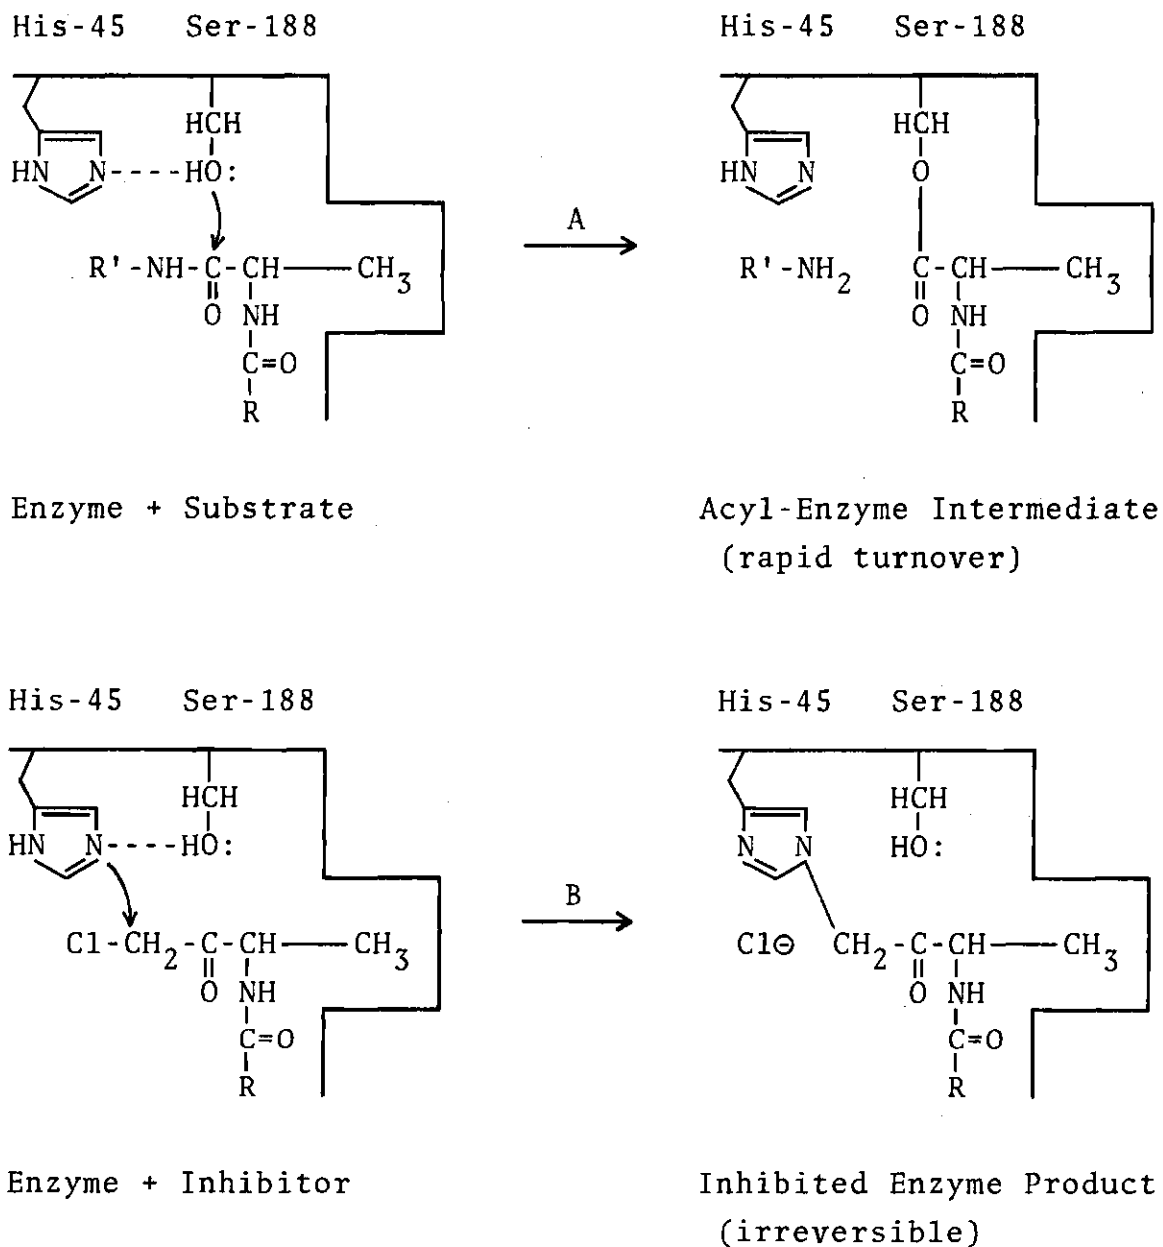 His-45 Ser-188 His-45 Ser-188
HCH HCH
HN N----HO: HN N O
A
R'-NH-C-CH——CH3 R'-NH2 C-CH——CH3
O NH O NH
C=O C=O
R R
Enzyme + Substrate Acyl-Enzyme Intermediate
(rapid turnover)
His-45 Ser-188 His-45 Ser-188
HCH HCH
HN N----HO: N N HO:
B
Cl-CH2-C-CH——CH3 Cl⊖ CH2-C-CH——CH3
O NH O NH
C=O C=O
R R
Enzyme + Inhibitor Inhibited Enzyme Product
(irreversible)